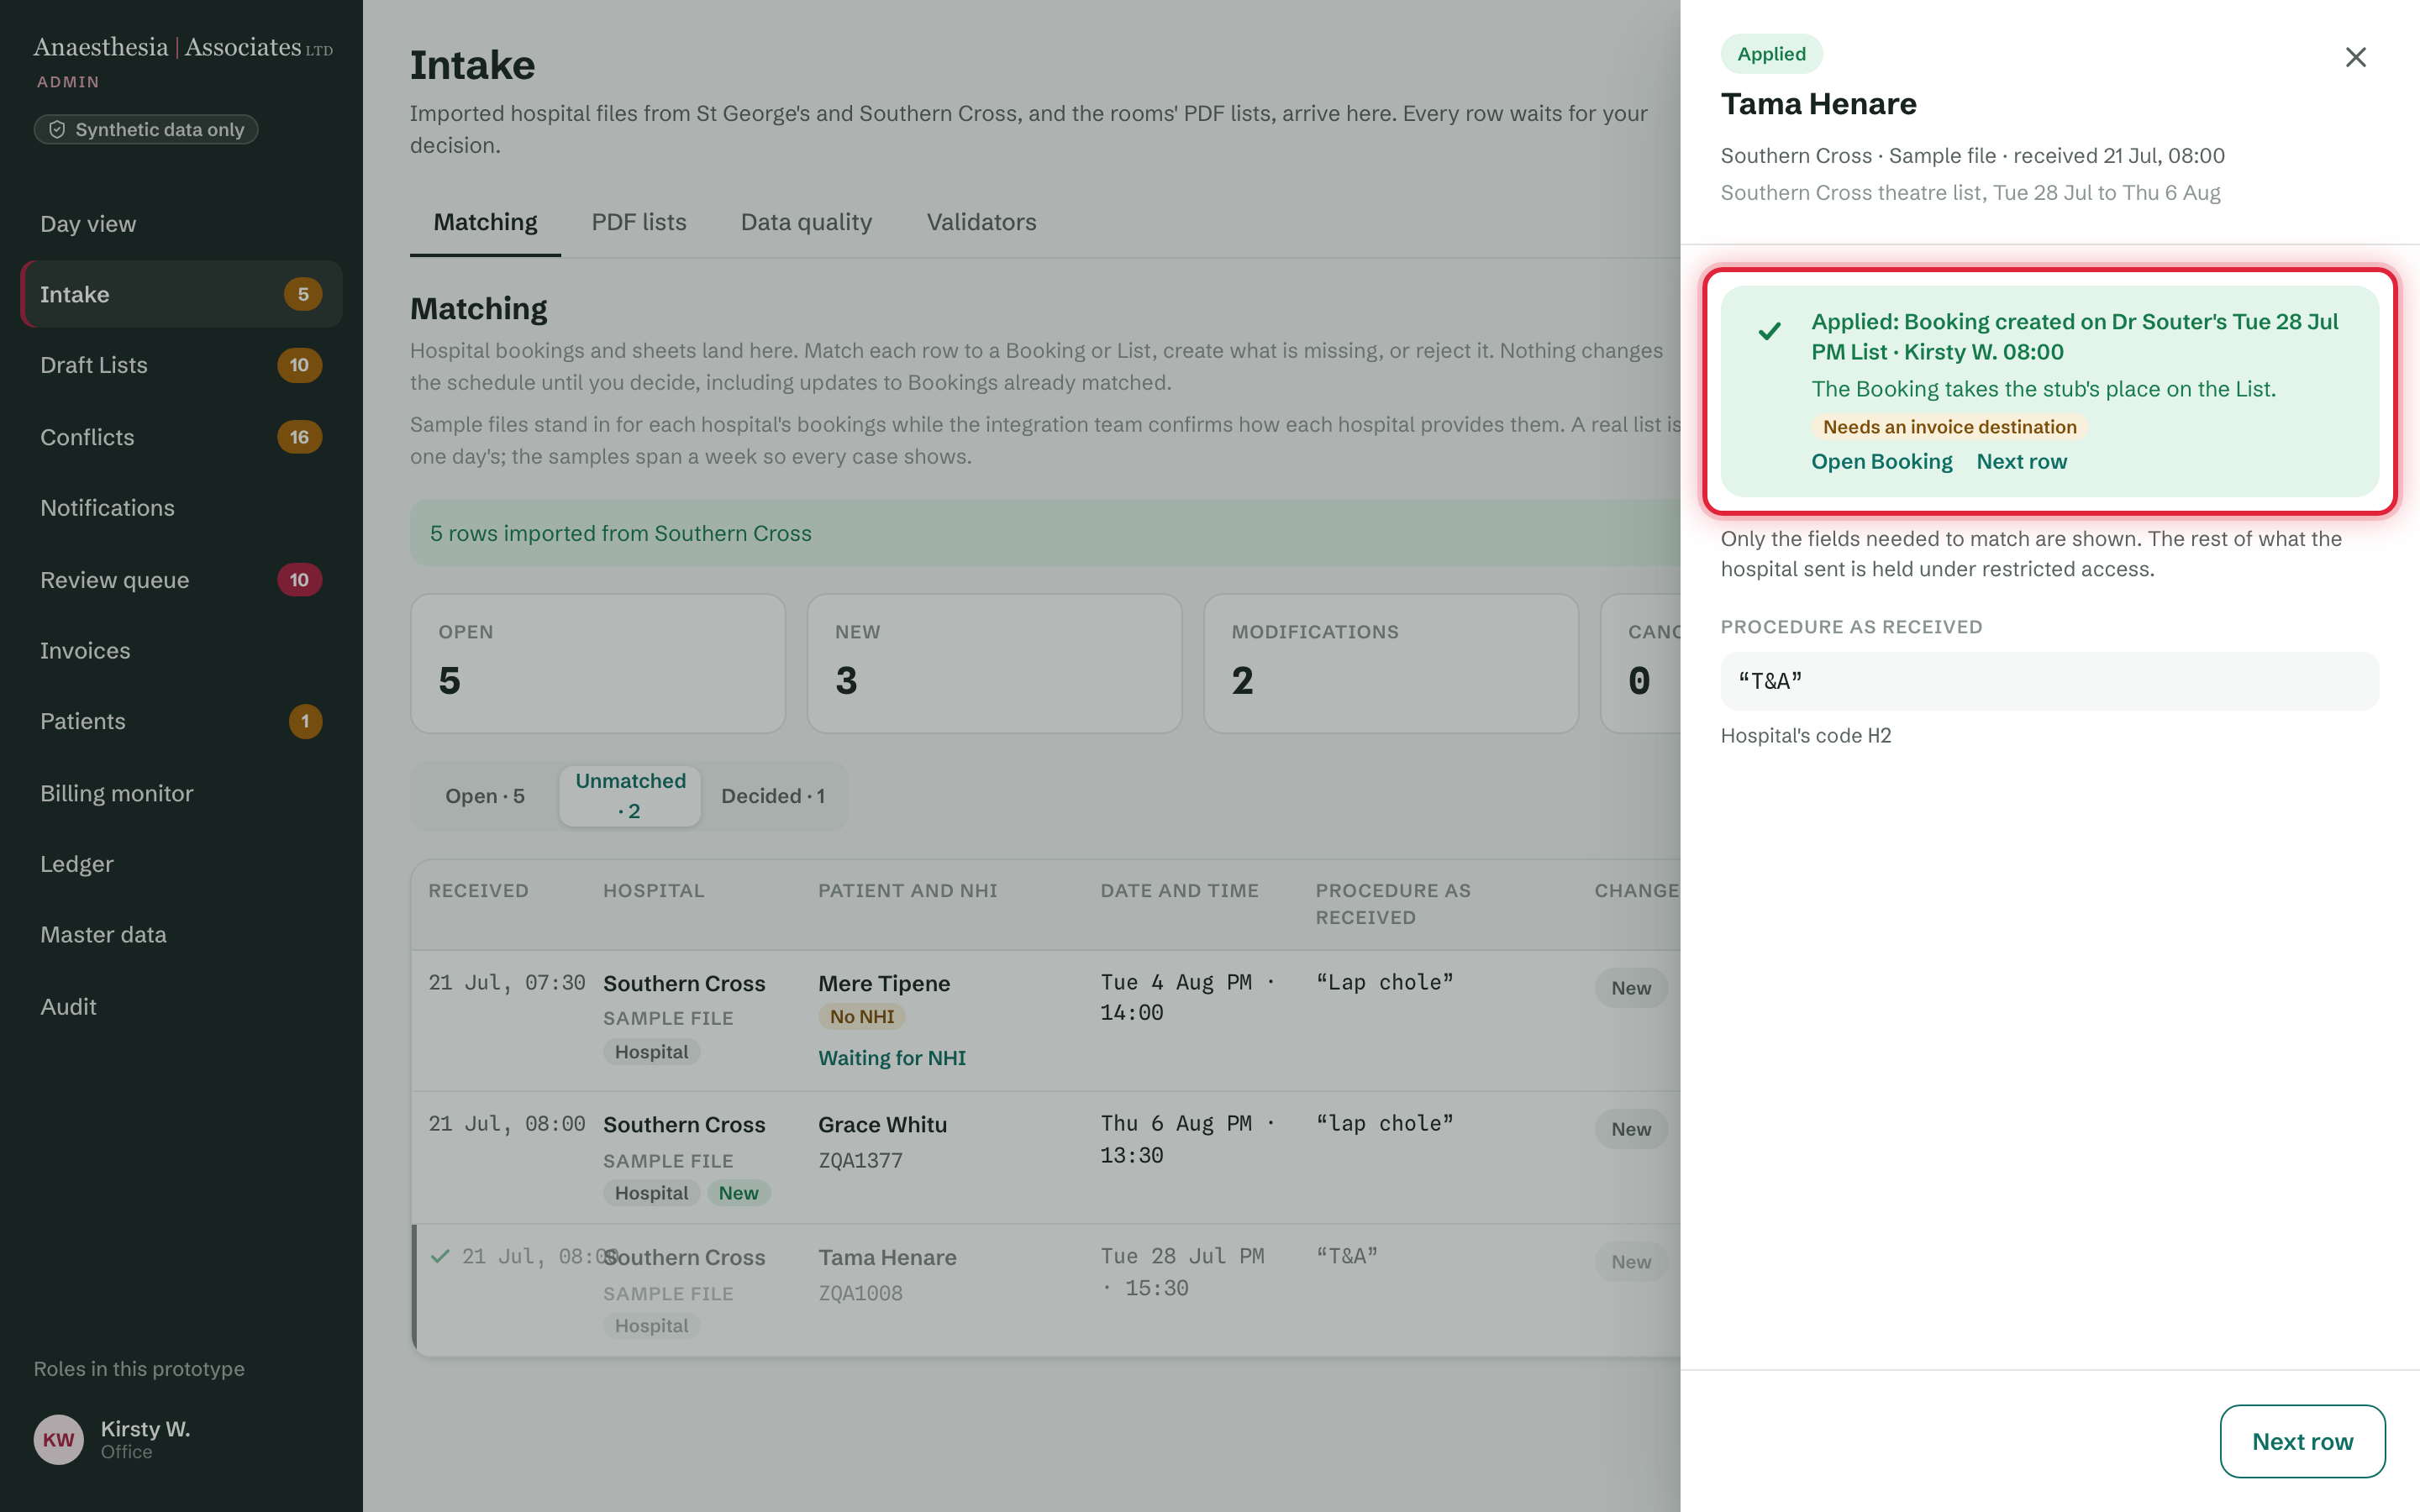 Anaesthesia | Associates LTD
ADMIN
Synthetic data only
Day view
Intake 5
Draft Lists 10
Conflicts 16
Notifications
Review queue 10
Invoices
Patients 1
Billing monitor
Ledger
Master data
Audit
Roles in this prototype
KW
Kirsty W.
Office
Intake
Imported hospital files from St George's and Southern Cross, and the rooms' PDF lists, arrive here. Every row waits for your
decision.
Matching PDF lists Data quality Validators
Matching
Hospital bookings and sheets land here. Match each row to a Booking or List, create what is missing, or reject it. Nothing changes
the schedule until you decide, including updates to Bookings already matched.
Sample files stand in for each hospital's bookings while the integration team confirms how each hospital provides them. A real list is
one day's; the samples span a week so every case shows.
5 rows imported from Southern Cross
OPEN NEW MODIFICATIONS CANC
5 3 2 0
Open · 5 Unmatched · 2 Decided · 1
RECEIVED HOSPITAL PATIENT AND NHI DATE AND TIME PROCEDURE AS RECEIVED CHANGE
21 Jul, 07:30 Southern Cross Mere Tipene Tue 4 Aug PM · “Lap chole” New
SAMPLE FILE No NHI 14:00
Hospital Waiting for NHI
21 Jul, 08:00 Southern Cross Grace Whitu Thu 6 Aug PM · “lap chole” New
SAMPLE FILE ZQA1377 13:30
Hospital New
21 Jul, 08:00 Southern Cross Tama Henare Tue 28 Jul PM “T&A” New
SAMPLE FILE ZQA1008 · 15:30
Hospital
Applied
Tama Henare
Southern Cross · Sample file · received 21 Jul, 08:00
Southern Cross theatre list, Tue 28 Jul to Thu 6 Aug
Applied: Booking created on Dr Souter's Tue 28 Jul
PM List · Kirsty W. 08:00
The Booking takes the stub's place on the List.
Needs an invoice destination
Open Booking Next row
Only the fields needed to match are shown. The rest of what the
hospital sent is held under restricted access.
PROCEDURE AS RECEIVED
“T&A”
Hospital's code H2
Next row